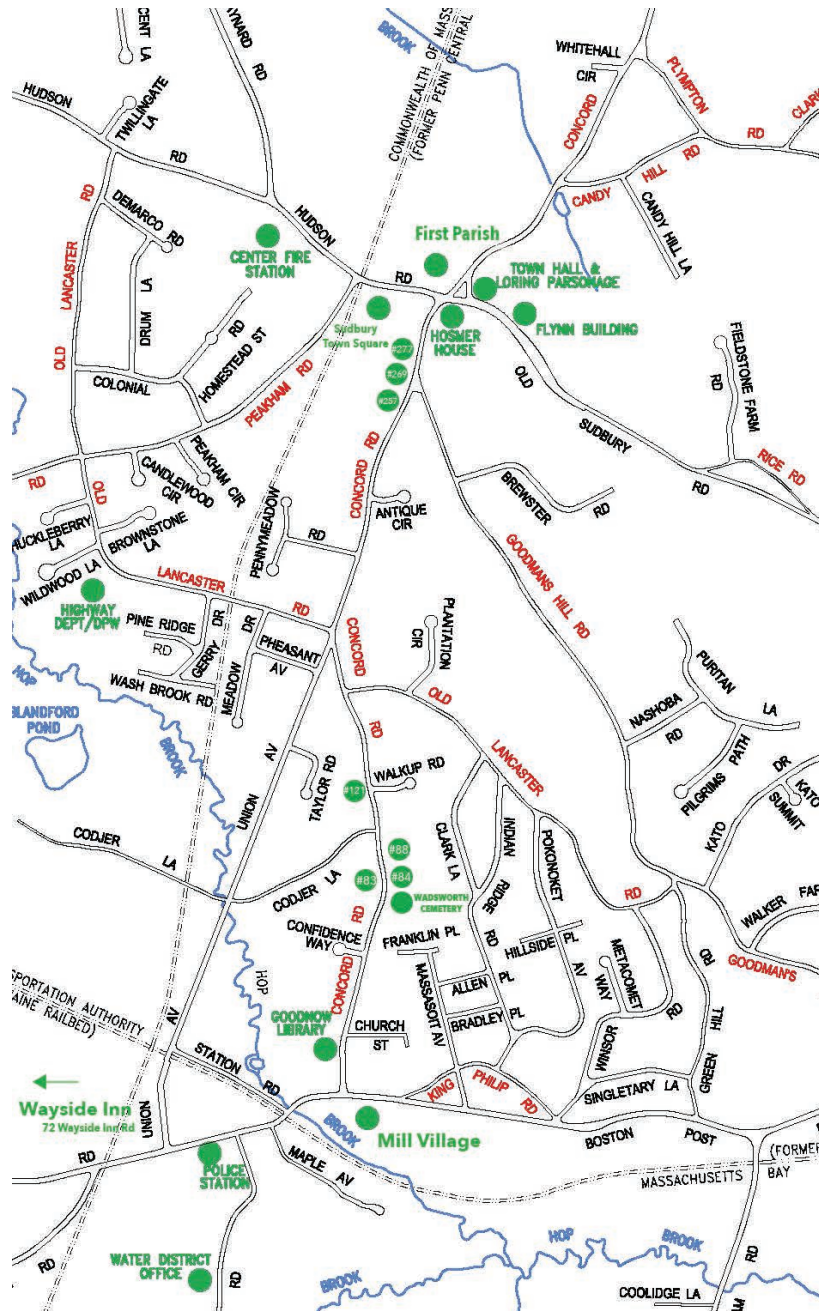 CENT LA
YNARD RD
BROOK
COMMONWEALTH OF MASS
(FORMER PENN CENTRAL
WHITEHALL
CIR
CONCORD
PLYMPTON
RD
CLARK
HUDSON
TWILLINGATE
LA
RD
CANDY
HILL
RD
CANDY HILL LA
RD
DEMARCO RD
HUDSON
CENTER FIRE
STATION
First Parish
RD
TOWN HALL &
LORING PARSONAGE
LANCASTER
DRUM LA
OLD
COLONIAL
RD
HOMESTEAD ST
Sudbury
Town Square
HOSMER
HOUSE
FLYNN BUILDING
#277
#269
#257
PEAKHAM RD
OLD
SUDBURY
RD
FIELDSTONE FARM
RD
RICE RD
RD
OLD
CANDLEWOOD
CIR
PEAKHAM CIR
CONCORD RD
ANTIQUE
CIR
BREWSTER
RD
HUCKLEBERRY
LA
BROWNSTONE
LA
PENNYMEADOW
RD
GOODMANS HILL RD
WILDWOOD LA
HIGHWAY
DEPT/DPW
LANCASTER
RD
PINE RIDGE
RD
GERRY
DR
MEADOW
DR
PHEASANT
AV
WASH BROOK RD
CONCORD
RD
PLANTATION
CIR
OLD
LANCASTER
RD
NASHOBA
RD
PURITAN
LA
PILGRIMS PATH
HOP
BROOK
BLANDFORD
POND
UNION
AV
TAYLOR RD
WALKUP RD
#121
CLARK LA
INDIAN
RIDGE
RD
POKONOKET
AV
KATO
DR
KATO
SUMMIT
CODJER
LA
CODJER LA
#88
#83
#84
WADSWORTH
CEMETERY
RD
CONFIDENCE
WAY
FRANKLIN PL
HILLSIDE PL
ALLEN PL
BRADLEY PL
MASSASOIT AV
METACOMET
WAY
RD
WINSOR
WALKER FAR
GOODMAN'S
GREEN
HILL
RD
SPORTATION AUTHORITY
AINE RAILBED)
AV
HOP
CONCORD
GOODNOW
LIBRARY
CHURCH
ST
STATION
RD
KING
PHILIP
RD
SINGLETARY LA
Wayside Inn
72 Wayside Inn Rd
UNION
RD
BROOK
Mill Village
BOSTON
POST
POLICE
STATION
MAPLE AV
MASSACHUSETTS
BAY
(FORMER
WATER DISTRICT
OFFICE
RD
RD
BROOK
HOP
BROOK
RD
COOLIDGE LA
AM